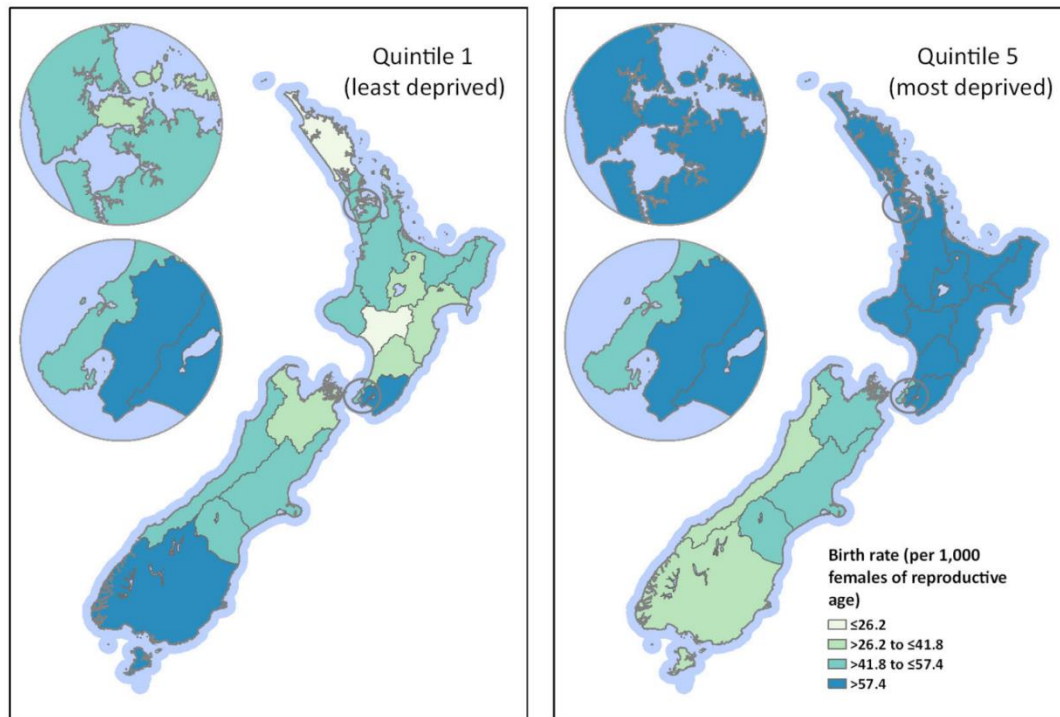 Quintile 1
(least deprived)
Quintile 5
(most deprived)
Birth rate (per 1,000
females of reproductive
age)
≤26.2
>26.2 to ≤41.8
>41.8 to ≤57.4
>57.4